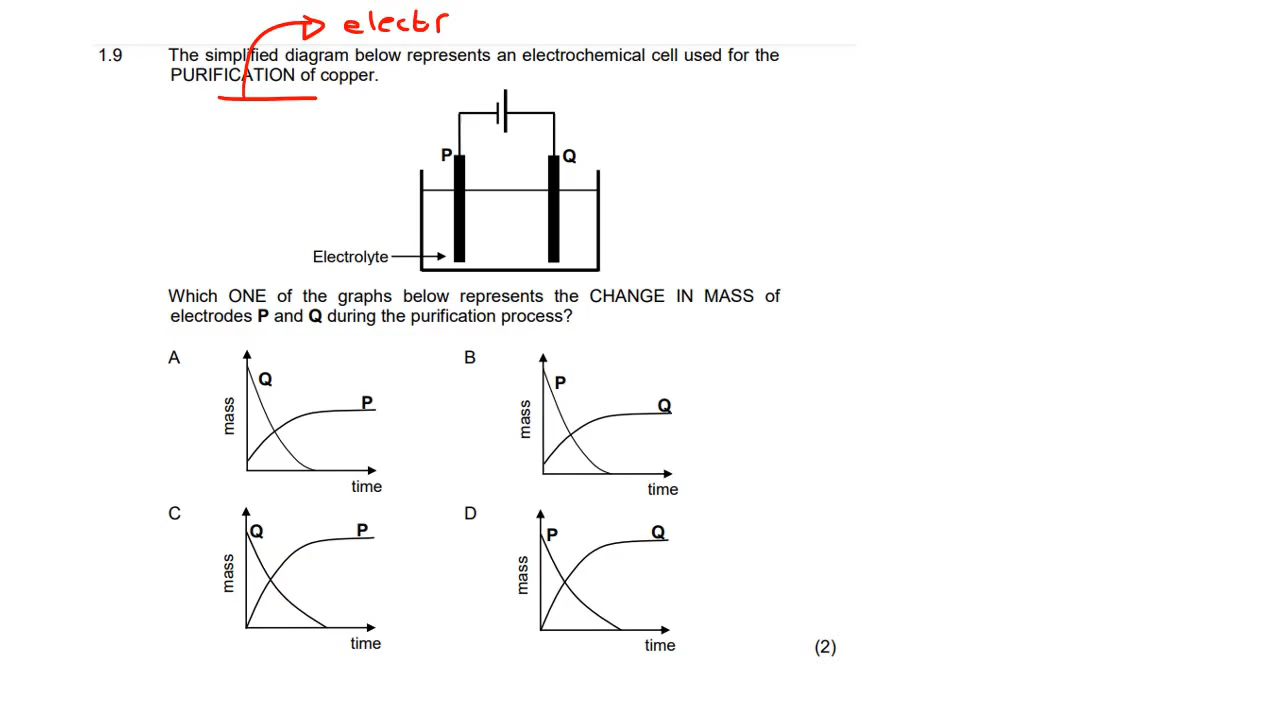 electr
1.9 The simplified diagram below represents an electrochemical cell used for the
PURIFICATION of copper.
P Q
Electrolyte
Which ONE of the graphs below represents the CHANGE IN MASS of
electrodes P and Q during the purification process?
A B
Q P
P Q
mass mass
time time
C D
Q P P Q
mass mass
time time
(2)